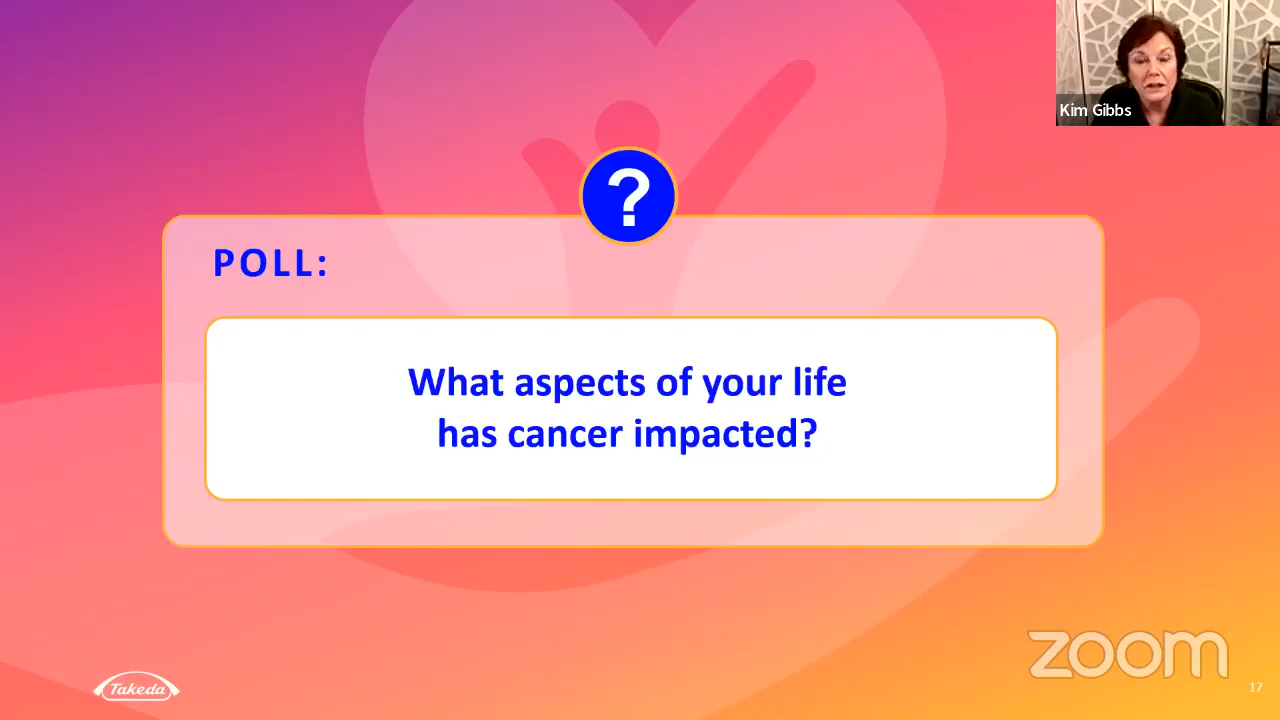 Kim Gibbs
?
POLL:
What aspects of your life
has cancer impacted?
Takeda
zoom
17